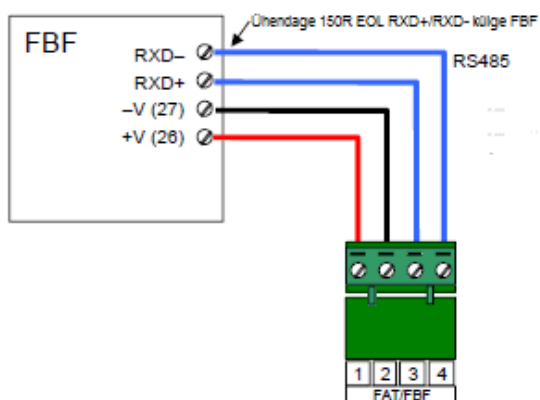 Ühendage 150R EOL RXD+/RXD- külge FBF
FBF
RXD–
RS485
RXD+
–V (27)
+V (26)
1 2 3 4
FAT/FBF